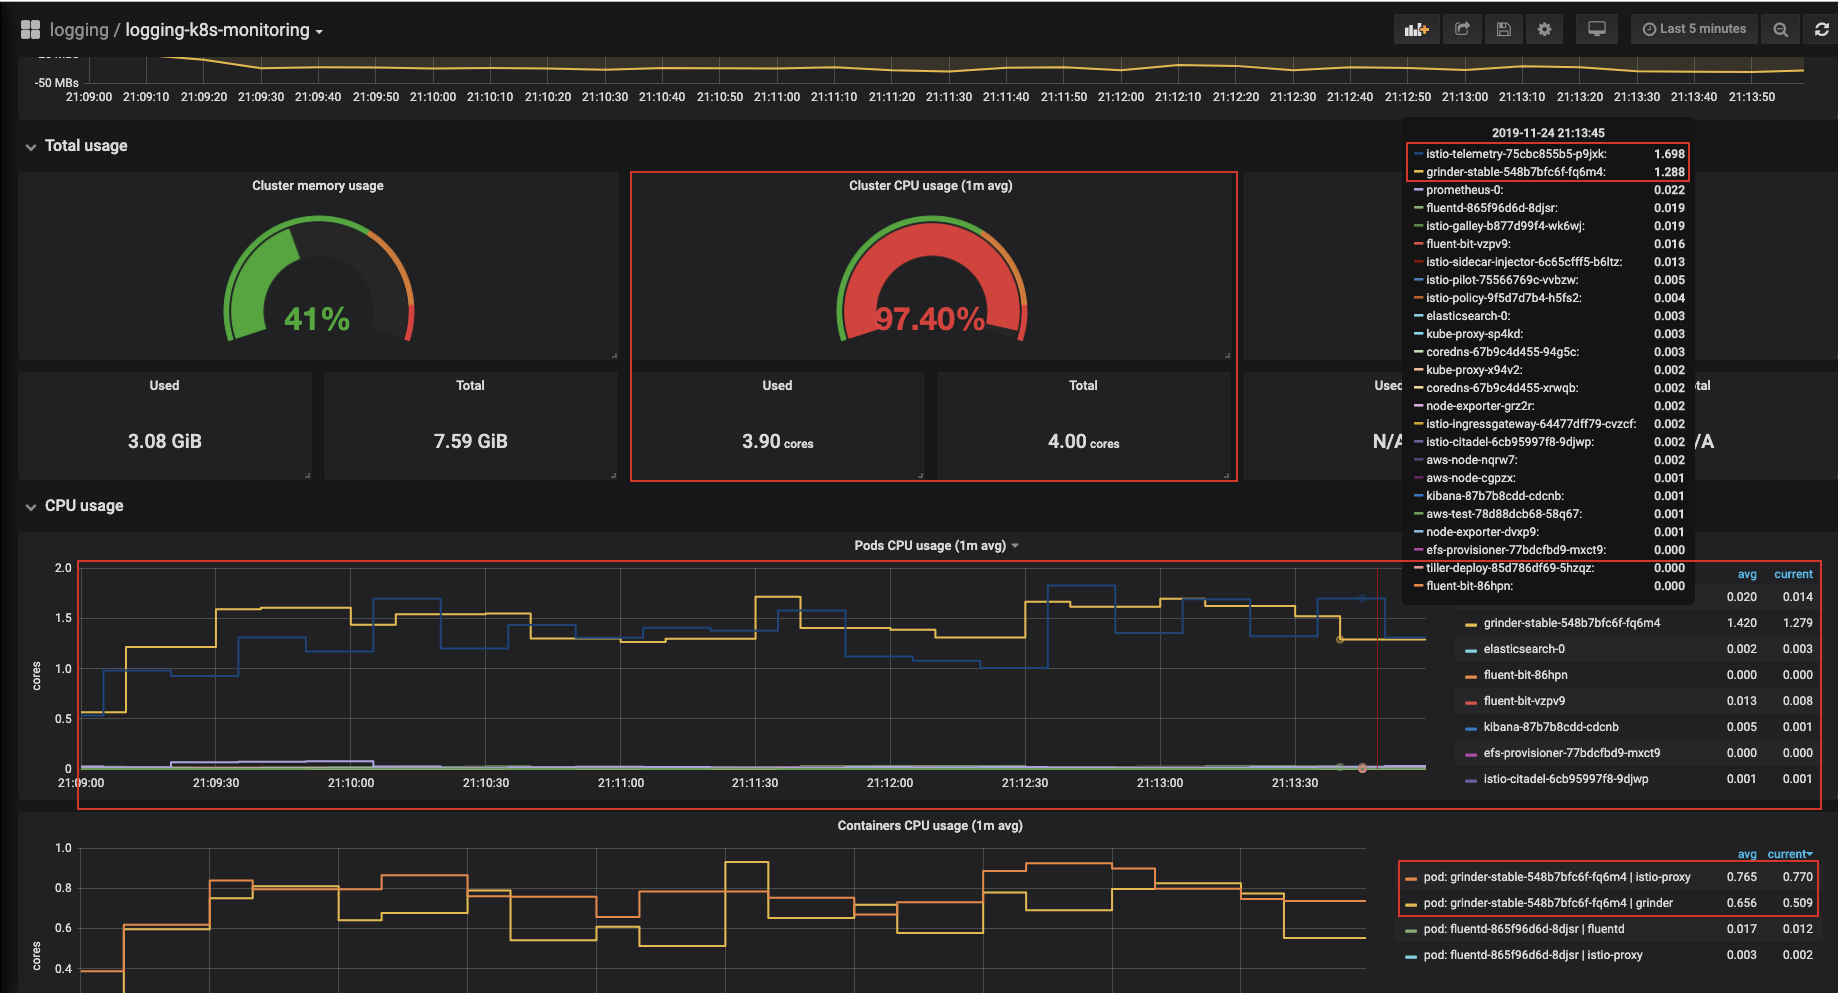 logging / logging-k8s-monitoring
Last 5 minutes
-50 MBs
21:09:00 21:09:10 21:09:20 21:09:30 21:09:40 21:09:50 21:10:00 21:10:10 21:10:20 21:10:30 21:10:40 21:10:50 21:11:00 21:11:10 21:11:20 21:11:30 21:11:40 21:11:50 21:12:00 21:12:10 21:12:20 21:12:30 21:12:40 21:12:50 21:13:00 21:13:10 21:13:20 21:13:30 21:13:40 21:13:50
Total usage
Cluster memory usage
41%
Cluster CPU usage (1m avg)
97.40%
Used
3.08 GiB
Total
7.59 GiB
Used
3.90 cores
Total
4.00 cores
Used
N/A
tal
/A
2019-11-24 21:13:45
istio-telemetry-75cbc855b5-p9jxk: 1.698
grinder-stable-548b7bfc6f-fq6m4: 1.288
prometheus-0: 0.022
fluentd-865f96d6d-8djsr: 0.019
istio-galley-b877d99f4-wk6wj: 0.019
fluent-bit-vzpv9: 0.016
istio-sidecar-injector-6c65cfff5-b6ltz: 0.013
istio-pilot-75566769c-vvbzw: 0.005
istio-policy-9f5d7d7b4-h5fs2: 0.004
elasticsearch-0: 0.003
kube-proxy-sp4kd: 0.003
coredns-67b9c4d455-94g5c: 0.003
kube-proxy-x94v2: 0.002
coredns-67b9c4d455-xrwqb: 0.002
node-exporter-grz2r: 0.002
istio-ingressgateway-64477dff79-cvzcf: 0.002
istio-citadel-6cb95997f8-9djwp: 0.002
aws-node-nqrw7: 0.002
aws-node-cgpzx: 0.001
kibana-87b7b8cdd-cdcnb: 0.001
aws-test-78d88dcb68-58q67: 0.001
node-exporter-dvxp9: 0.001
efs-provisioner-77bdcfbd9-mxct9: 0.000
tiller-deploy-85d786df69-5hzqz: 0.000
fluent-bit-86hpn: 0.000
CPU usage
Pods CPU usage (1m avg)
cores
2.0
1.5
1.0
0.5
0
21:09:00 21:09:30 21:10:00 21:10:30 21:11:00 21:11:30 21:12:00 21:12:30 21:13:00 21:13:30
avg current
0.020 0.014
grinder-stable-548b7bfc6f-fq6m4 1.420 1.279
elasticsearch-0 0.002 0.003
fluent-bit-86hpn 0.000 0.000
fluent-bit-vzpv9 0.013 0.008
kibana-87b7b8cdd-cdcnb 0.005 0.001
efs-provisioner-77bdcfbd9-mxct9 0.000 0.000
istio-citadel-6cb95997f8-9djwp 0.001 0.001
Containers CPU usage (1m avg)
cores
1.0
0.8
0.6
0.4
avg current
pod: grinder-stable-548b7bfc6f-fq6m4 | istio-proxy 0.765 0.770
pod: grinder-stable-548b7bfc6f-fq6m4 | grinder 0.656 0.509
pod: fluentd-865f96d6d-8djsr | fluentd 0.017 0.012
pod: fluentd-865f96d6d-8djsr | istio-proxy 0.003 0.002